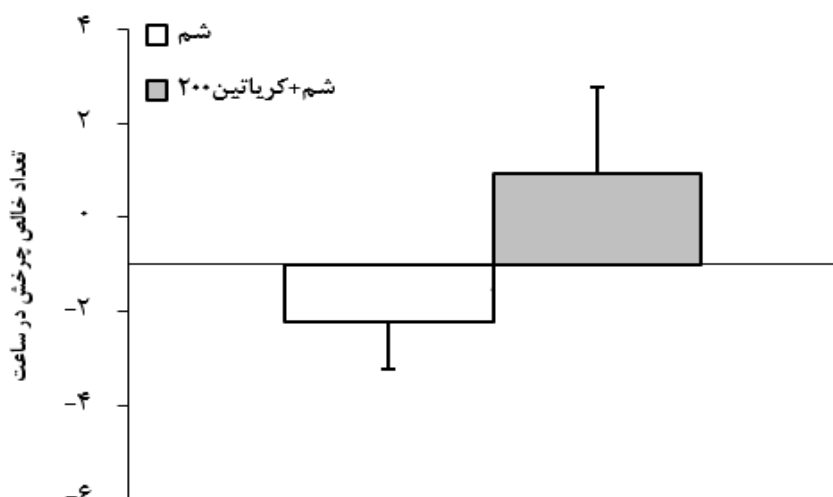 شم
شم+کریاتین۲۰۰
تعداد خالص چرخش در ساعت
۴
۲
۰
-۲
-۴
-۶